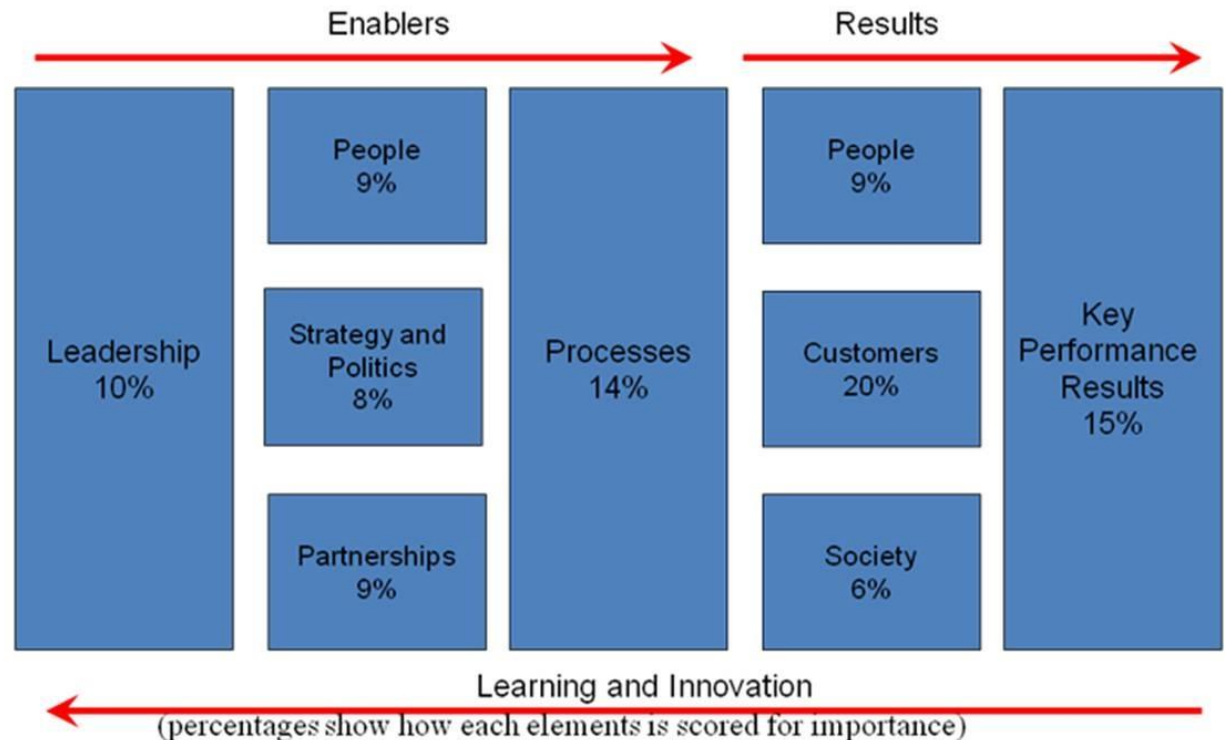 Enablers
Results
Leadership
10%
People
9%
Strategy and
Politics
8%
Partnerships
9%
Processes
14%
People
9%
Customers
20%
Society
6%
Key
Performance
Results
15%
Learning and Innovation
(percentages show how each elements is scored for importance)